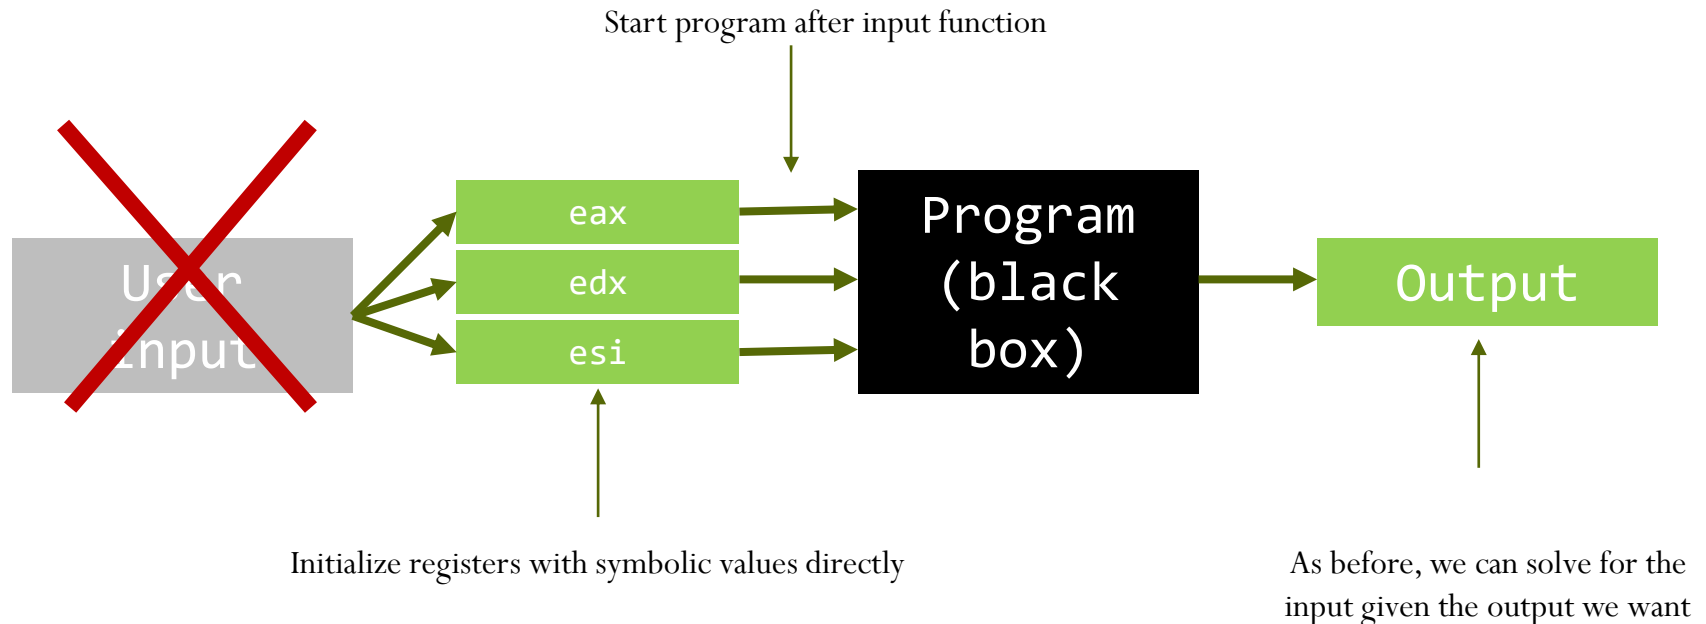 Start program after input function
User
input
eax
edx
esi
Program
(black
box)
Output
Initialize registers with symbolic values directly
As before, we can solve for the
input given the output we want